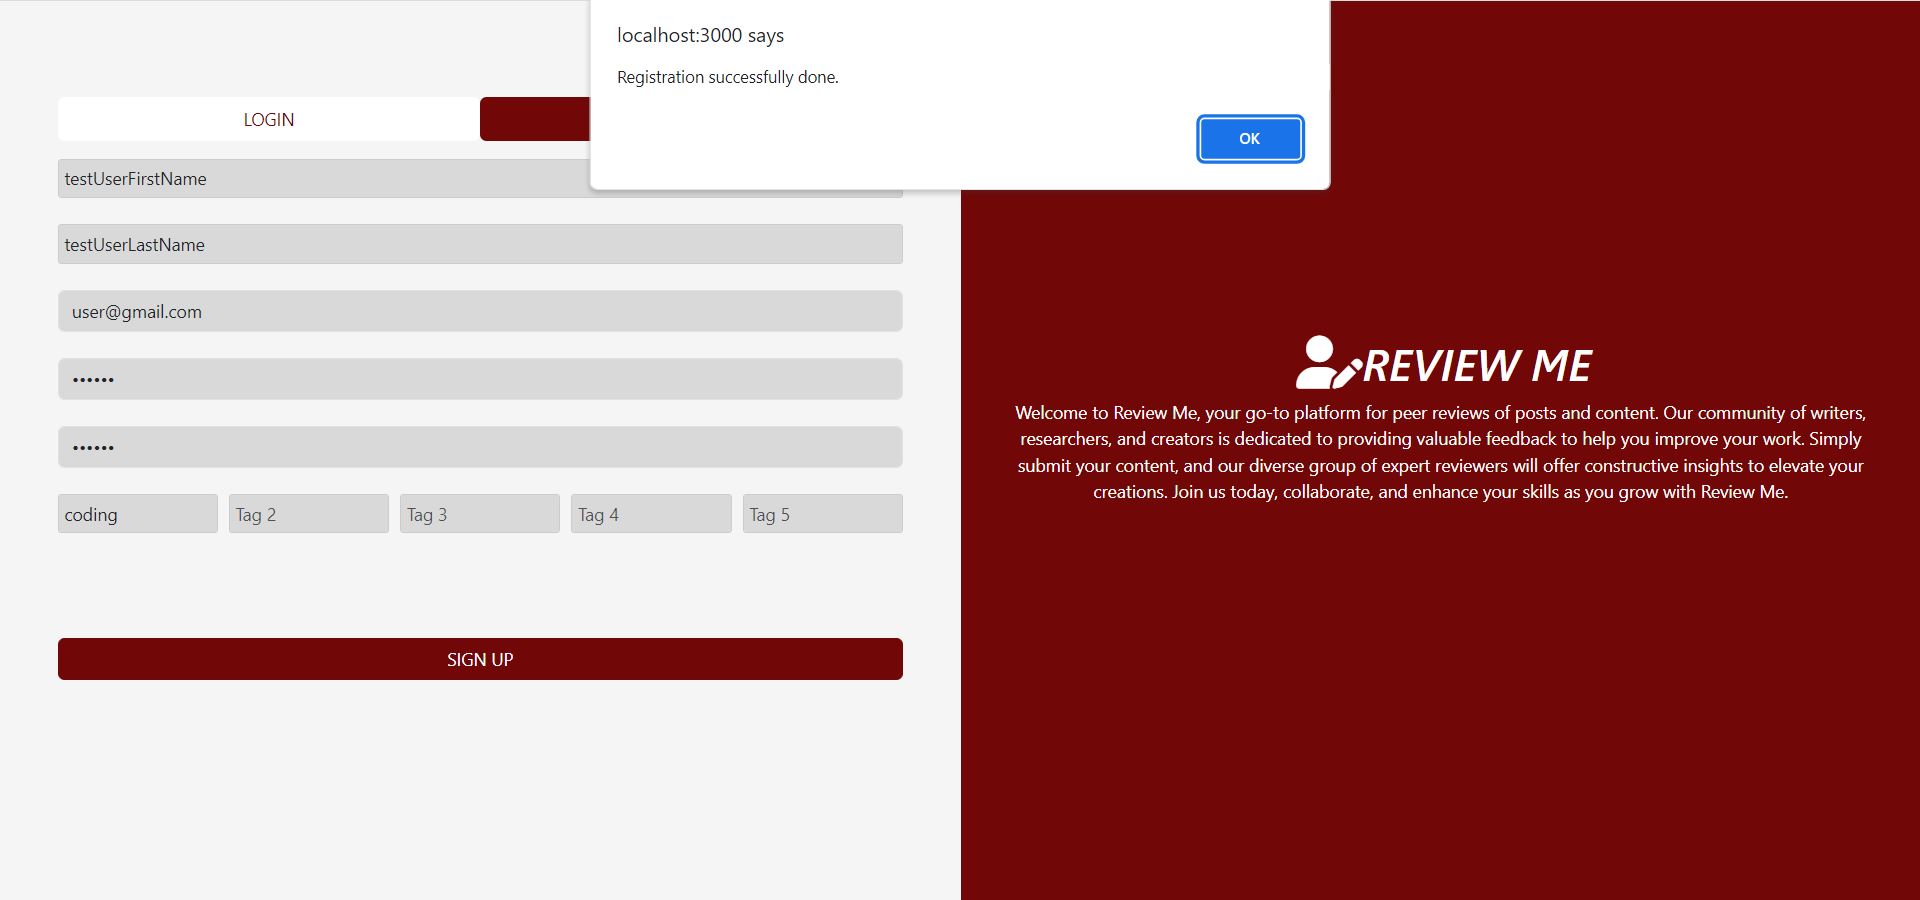 localhost:3000 says
Registration successfully done.
OK
LOGIN
testUserFirstName
testUserLastName
user@gmail.com
••••••
••••••
coding
Tag 2
Tag 3
Tag 4
Tag 5
SIGN UP
REVIEW ME
Welcome to Review Me, your go-to platform for peer reviews of posts and content. Our community of writers,
researchers, and creators is dedicated to providing valuable feedback to help you improve your work. Simply
submit your content, and our diverse group of expert reviewers will offer constructive insights to elevate your
creations. Join us today, collaborate, and enhance your skills as you grow with Review Me.